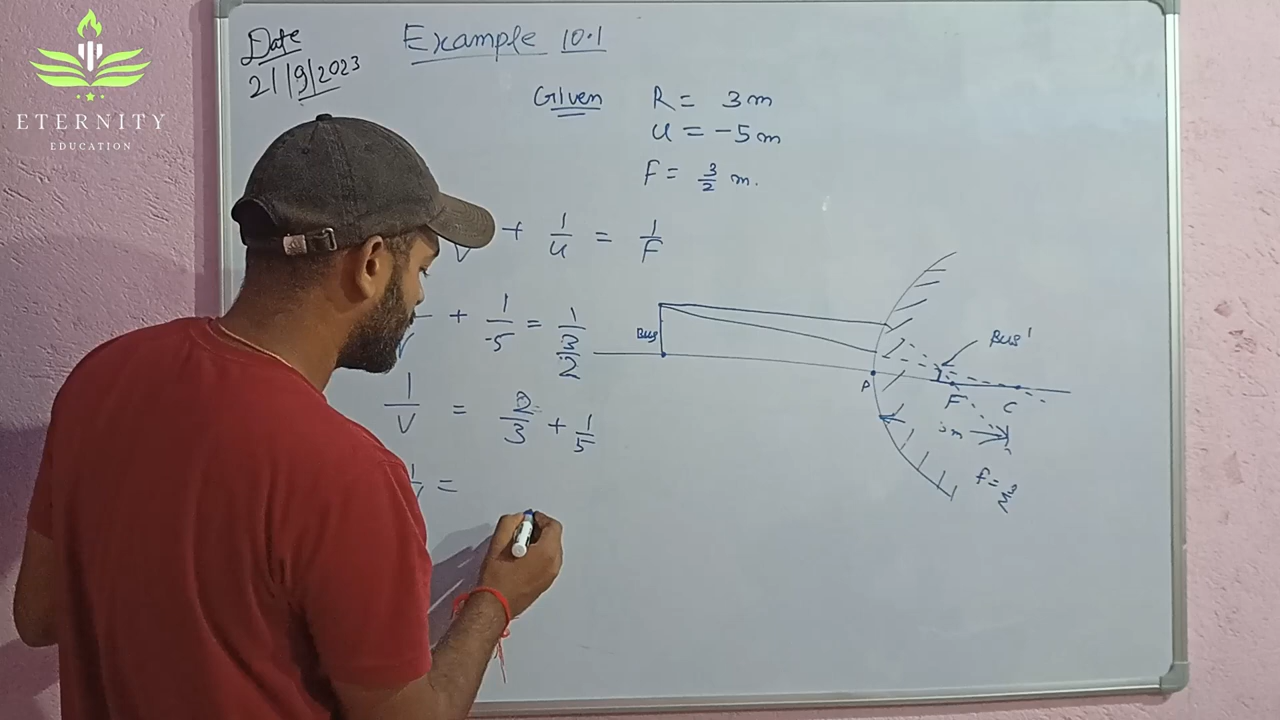 ETERNITY
EDUCATION
Date
21/9/2023
Example 10.1
Given R = 3m
u = -5m
F = 3/2 m.
V + 1/u = 1/F
V + 1/-5 = 1/3/2
1/V = 2/3 + 1/5
1/V =
Bus
Bus'
P
F
C
3m
f = 3/2